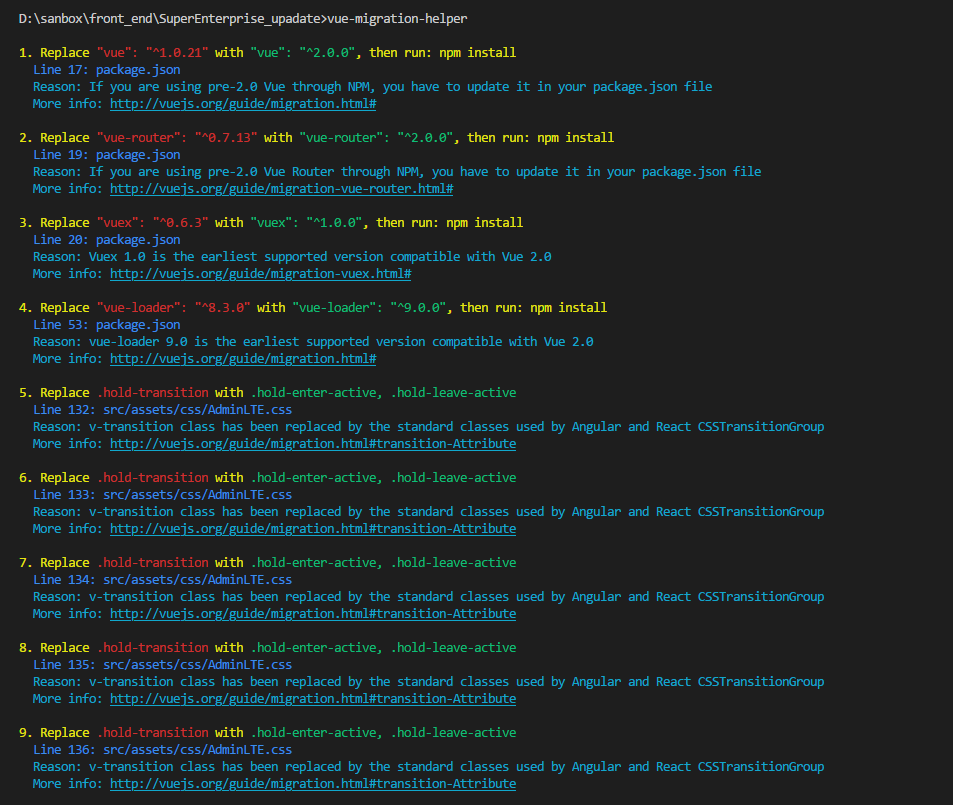 D:\sanbox\front_end\SuperEnterprise_upadate>vue-migration-helper
1. Replace "vue": "^1.0.21" with "vue": "^2.0.0", then run: npm install
Line 17: package.json
Reason: If you are using pre-2.0 Vue through NPM, you have to update it in your package.json file
More info: http://vuejs.org/guide/migration.html#
2. Replace "vue-router": "^0.7.13" with "vue-router": "^2.0.0", then run: npm install
Line 19: package.json
Reason: If you are using pre-2.0 Vue Router through NPM, you have to update it in your package.json file
More info: http://vuejs.org/guide/migration-vue-router.html#
3. Replace "vuex": "^0.6.3" with "vuex": "^1.0.0", then run: npm install
Line 20: package.json
Reason: Vuex 1.0 is the earliest supported version compatible with Vue 2.0
More info: http://vuejs.org/guide/migration-vuex.html#
4. Replace "vue-loader": "^8.3.0" with "vue-loader": "^9.0.0", then run: npm install
Line 53: package.json
Reason: vue-loader 9.0 is the earliest supported version compatible with Vue 2.0
More info: http://vuejs.org/guide/migration.html#
5. Replace .hold-transition with .hold-enter-active, .hold-leave-active
Line 132: src/assets/css/AdminLTE.css
Reason: v-transition class has been replaced by the standard classes used by Angular and React CSSTransitionGroup
More info: http://vuejs.org/guide/migration.html#transition-Attribute
6. Replace .hold-transition with .hold-enter-active, .hold-leave-active
Line 133: src/assets/css/AdminLTE.css
Reason: v-transition class has been replaced by the standard classes used by Angular and React CSSTransitionGroup
More info: http://vuejs.org/guide/migration.html#transition-Attribute
7. Replace .hold-transition with .hold-enter-active, .hold-leave-active
Line 134: src/assets/css/AdminLTE.css
Reason: v-transition class has been replaced by the standard classes used by Angular and React CSSTransitionGroup
More info: http://vuejs.org/guide/migration.html#transition-Attribute
8. Replace .hold-transition with .hold-enter-active, .hold-leave-active
Line 135: src/assets/css/AdminLTE.css
Reason: v-transition class has been replaced by the standard classes used by Angular and React CSSTransitionGroup
More info: http://vuejs.org/guide/migration.html#transition-Attribute
9. Replace .hold-transition with .hold-enter-active, .hold-leave-active
Line 136: src/assets/css/AdminLTE.css
Reason: v-transition class has been replaced by the standard classes used by Angular and React CSSTransitionGroup
More info: http://vuejs.org/guide/migration.html#transition-Attribute